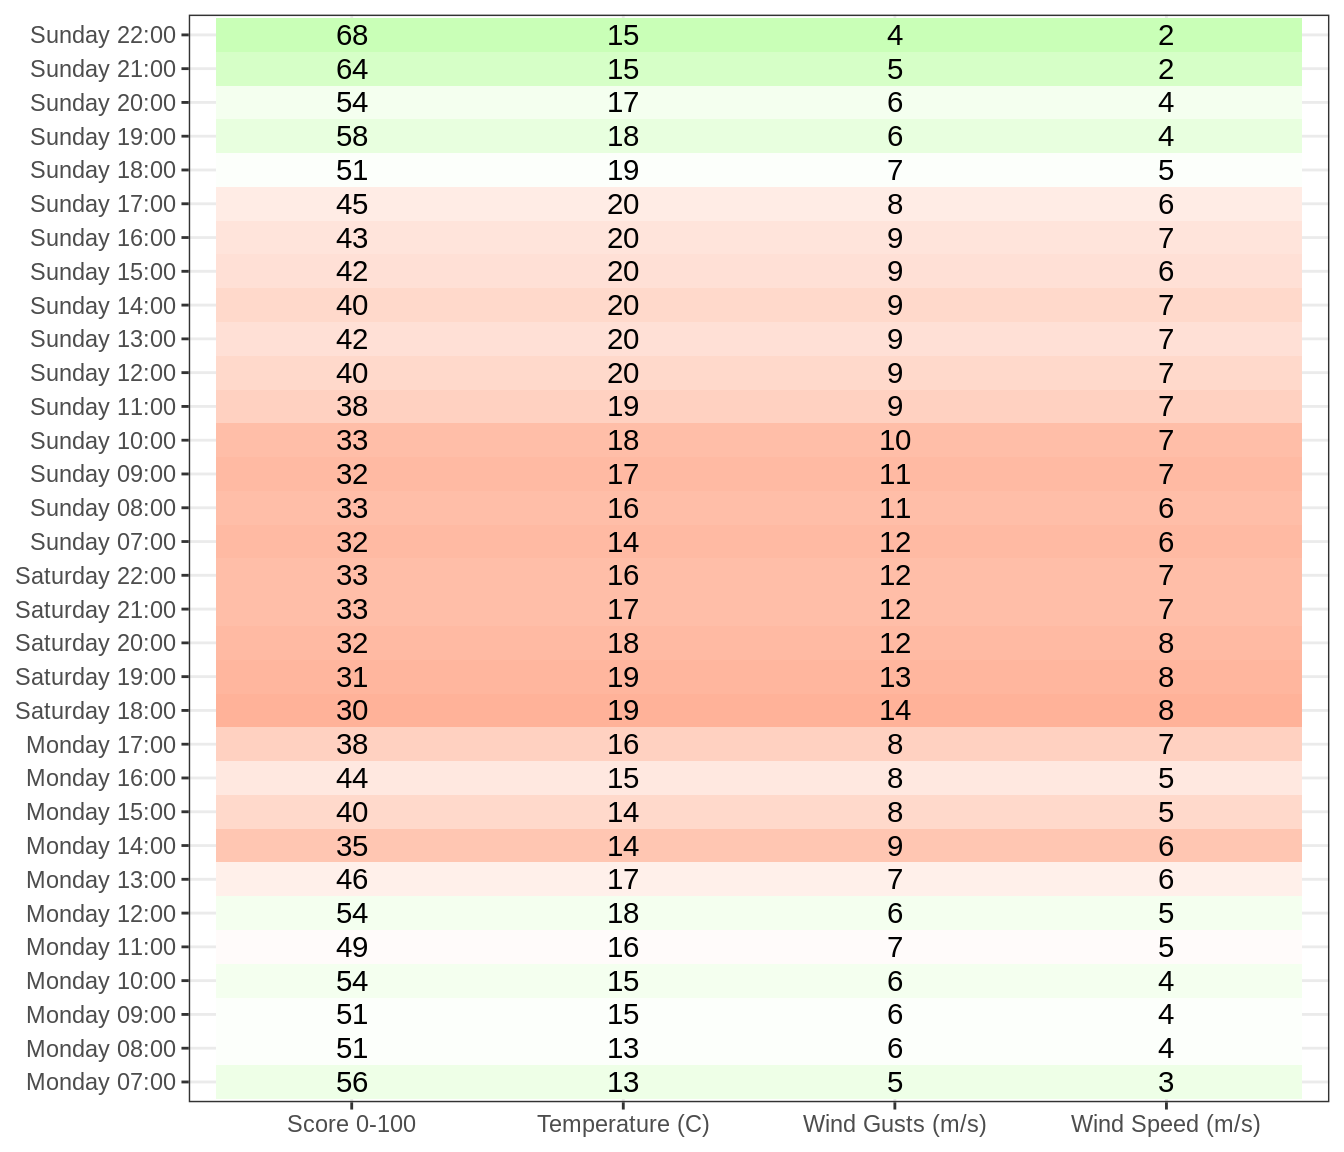 Sunday 22:00 68 15 4 2
Sunday 21:00 64 15 5 2
Sunday 20:00 54 17 6 4
Sunday 19:00 58 18 6 4
Sunday 18:00 51 19 7 5
Sunday 17:00 45 20 8 6
Sunday 16:00 43 20 9 7
Sunday 15:00 42 20 9 6
Sunday 14:00 40 20 9 7
Sunday 13:00 42 20 9 7
Sunday 12:00 40 20 9 7
Sunday 11:00 38 19 9 7
Sunday 10:00 33 18 10 7
Sunday 09:00 32 17 11 7
Sunday 08:00 33 16 11 6
Sunday 07:00 32 14 12 6
Saturday 22:00 33 16 12 7
Saturday 21:00 33 17 12 7
Saturday 20:00 32 18 12 8
Saturday 19:00 31 19 13 8
Saturday 18:00 30 19 14 8
Monday 17:00 38 16 8 7
Monday 16:00 44 15 8 5
Monday 15:00 40 14 8 5
Monday 14:00 35 14 9 6
Monday 13:00 46 17 7 6
Monday 12:00 54 18 6 5
Monday 11:00 49 16 7 5
Monday 10:00 54 15 6 4
Monday 09:00 51 15 6 4
Monday 08:00 51 13 6 4
Monday 07:00 56 13 5 3
Score 0-100 Temperature (C) Wind Gusts (m/s) Wind Speed (m/s)